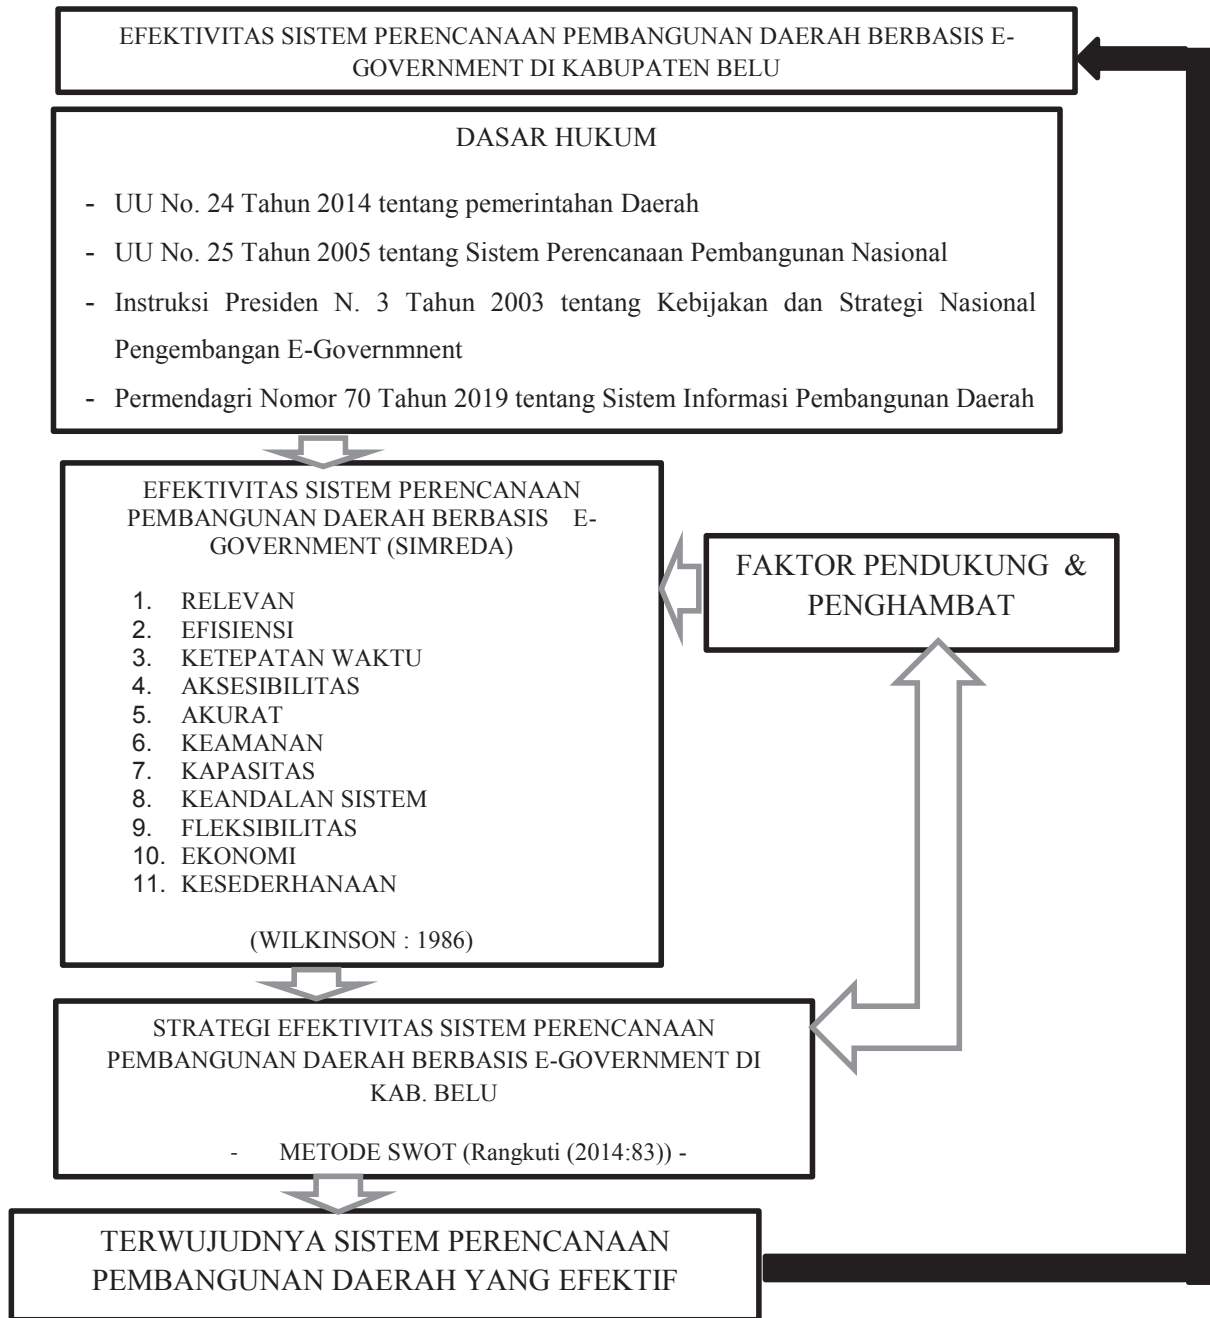 EFEKTIVITAS SISTEM PERENCANAAN PEMBANGUNAN DAERAH BERBASIS E-
GOVERNMENT DI KABUPATEN BELU
DASAR HUKUM
- UU No. 24 Tahun 2014 tentang pemerintahan Daerah
- UU No. 25 Tahun 2005 tentang Sistem Perencanaan Pembangunan Nasional
- Instruksi Presiden N. 3 Tahun 2003 tentang Kebijakan dan Strategi Nasional
Pengembangan E-Governmnent
- Permendagri Nomor 70 Tahun 2019 tentang Sistem Informasi Pembangunan Daerah
EFEKTIVITAS SISTEM PERENCANAAN
PEMBANGUNAN DAERAH BERBASIS E-
GOVERNMENT (SIMREDA)
1. RELEVAN
2. EFISIENSI
3. KETEPATAN WAKTU
4. AKSESIBILITAS
5. AKURAT
6. KEAMANAN
7. KAPASITAS
8. KEANDALAN SISTEM
9. FLEKSIBILITAS
10. EKONOMI
11. KESEDERHANAAN
(WILKINSON : 1986)
FAKTOR PENDUKUNG &
PENGHAMBAT
STRATEGI EFEKTIVITAS SISTEM PERENCANAAN
PEMBANGUNAN DAERAH BERBASIS E-GOVERNMENT DI
KAB. BELU
- METODE SWOT (Rangkuti (2014:83)) -
TERWUJUDNYA SISTEM PERENCANAAN
PEMBANGUNAN DAERAH YANG EFEKTIF